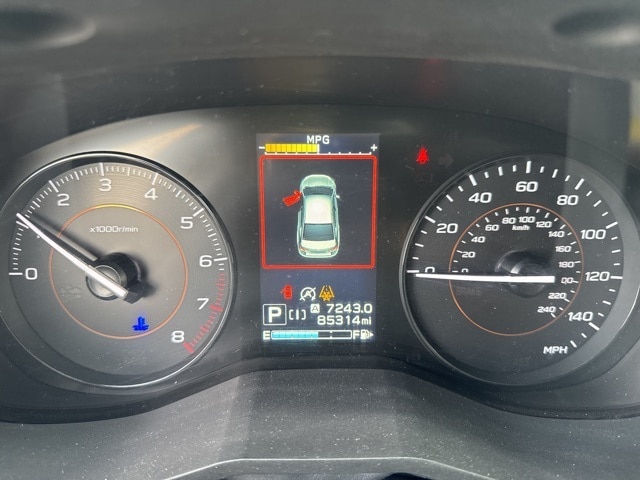 MPG
- +
0 1 2 3 4 5 6 7 8
x1000r/min
P A 7243.0
85314mi
E F
0 20 40 60 80 100 120 140
MPH
0 20 40 60 80 100 120 140 160 180 200 220 240
km/h